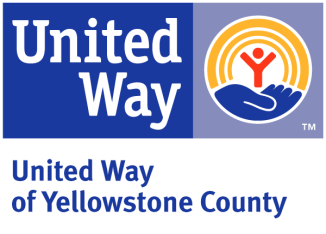 United
Way
TM
United Way
of Yellowstone County